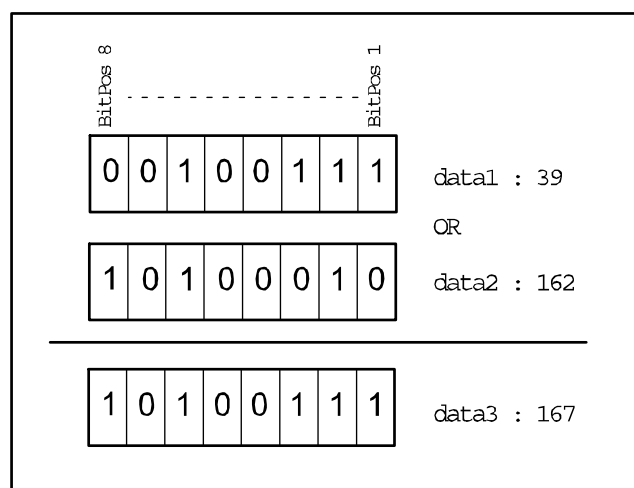 BitPos 8
BitPos 1
0 0 1 0 0 1 1 1 data1 : 39
OR
1 0 1 0 0 0 1 0 data2 : 162
1 0 1 0 0 1 1 1 data3 : 167